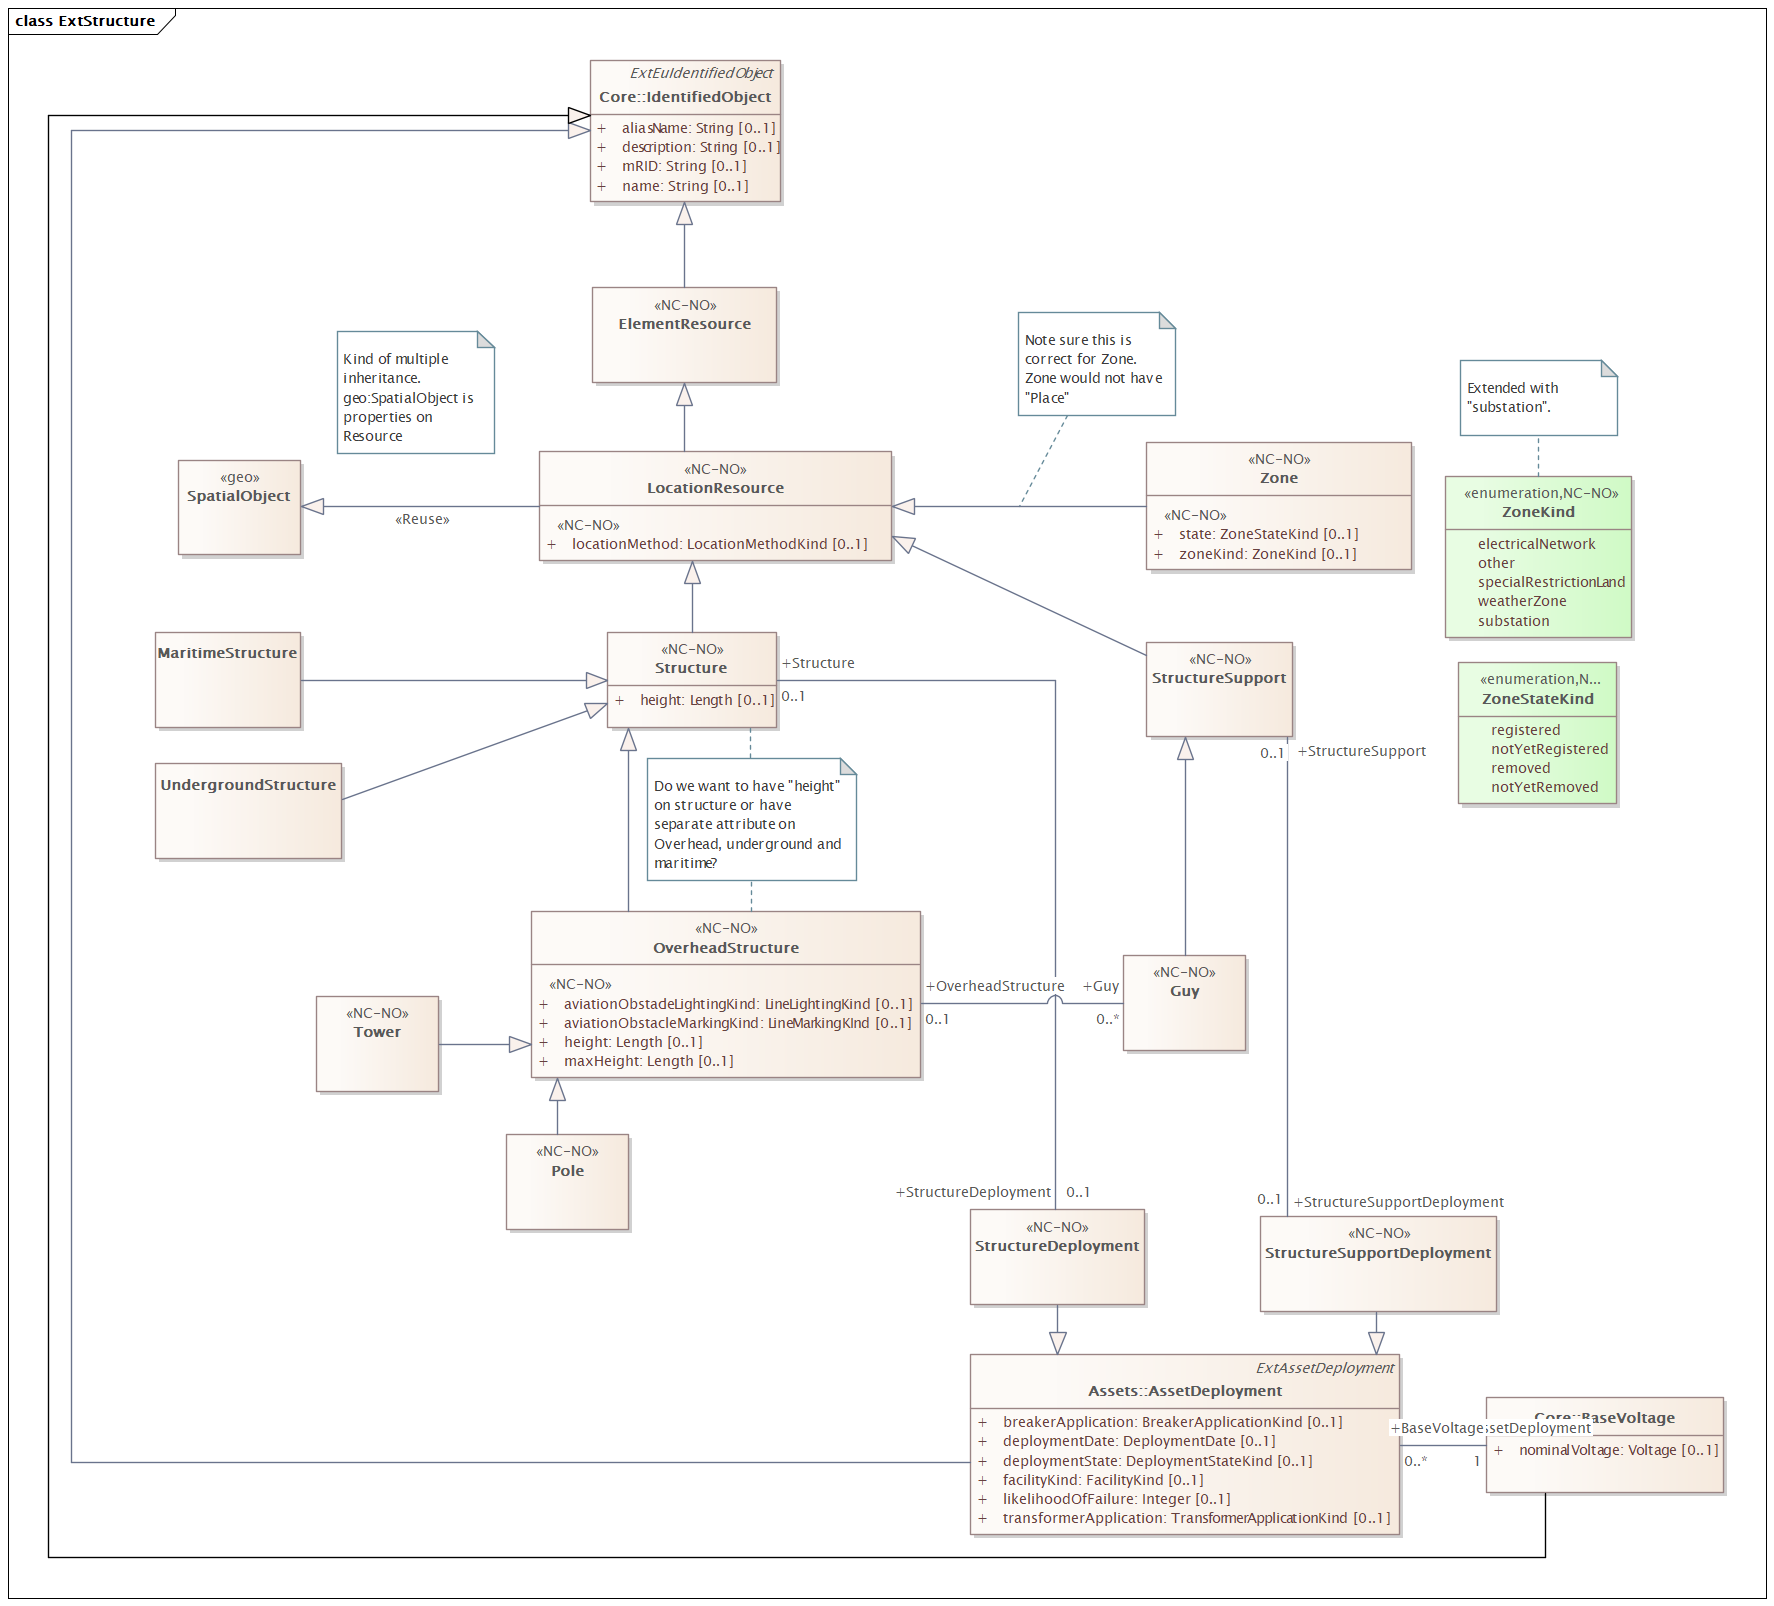 class ExtStructure
ExtEuIdentifiedObject
Core::IdentifiedObject
+ aliasName: String [0..1]
+ description: String [0..1]
+ mRID: String [0..1]
+ name: String [0..1]
«NC-NO»
ElementResource
Kind of multiple
inheritance.
geo:SpatialObject is
properties on
Resource
Note sure this is
correct for Zone.
Zone would not have
"Place"
Extended with
"substation".
«geo»
SpatialObject
«Reuse»
«NC-NO»
LocationResource
«NC-NO»
+ locationMethod: LocationMethodKind [0..1]
«NC-NO»
Zone
«NC-NO»
+ state: ZoneStateKind [0..1]
+ zoneKind: ZoneKind [0..1]
«enumeration,NC-NO»
ZoneKind
electricalNetwork
other
specialRestrictionLand
weatherZone
substation
MaritimeStructure
«NC-NO»
Structure
+ height: Length [0..1]
+Structure
0..1
«NC-NO»
StructureSupport
0..1
+StructureSupport
«enumeration,N...
ZoneStateKind
registered
notYetRegistered
removed
notYetRemoved
UndergroundStructure
Do we want to have "height"
on structure or have
separate attribute on
Overhead, underground and
maritime?
«NC-NO»
OverheadStructure
«NC-NO»
+ aviationObstacleLightingKind: LineLightingKind [0..1]
+ aviationObstacleMarkingKind: LineMarkingKInd [0..1]
+ height: Length [0..1]
+ maxHeight: Length [0..1]
+OverheadStructure
0..1
+Guy
0..*
«NC-NO»
Guy
«NC-NO»
Tower
«NC-NO»
Pole
+StructureDeployment
0..1
0..1
+StructureSupportDeployment
«NC-NO»
StructureDeployment
«NC-NO»
StructureSupportDeployment
ExtAssetDeployment
Assets::AssetDeployment
+ breakerApplication: BreakerApplicationKind [0..1]
+ deploymentDate: DeploymentDate [0..1]
+ deploymentState: DeploymentStateKind [0..1]
+ facilityKind: FacilityKind [0..1]
+ likelihoodOfFailure: Integer [0..1]
+ transformerApplication: TransformerApplicationKind [0..1]
+BaseVoltage
0..*
1
Core::BaseVoltage
+ nominalVoltage: Voltage [0..1]